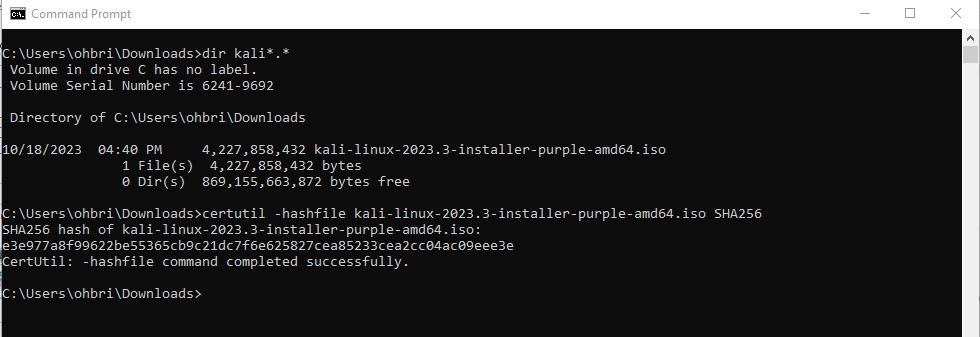 Command Prompt
C:\Users\ohbri\Downloads>dir kali*.*
 Volume in drive C has no label.
 Volume Serial Number is 6241-9692
 Directory of C:\Users\ohbri\Downloads
10/18/2023  04:40 PM     4,227,858,432 kali-linux-2023.3-installer-purple-amd64.iso
               1 File(s)  4,227,858,432 bytes
               0 Dir(s)  869,155,663,872 bytes free
C:\Users\ohbri\Downloads>certutil -hashfile kali-linux-2023.3-installer-purple-amd64.iso SHA256
SHA256 hash of kali-linux-2023.3-installer-purple-amd64.iso:
e3e977a8f99622be55365cb9c21dc7f6e625827cea85233cea2cc04ac09eee3e
CertUtil: -hashfile command completed successfully.
C:\Users\ohbri\Downloads>